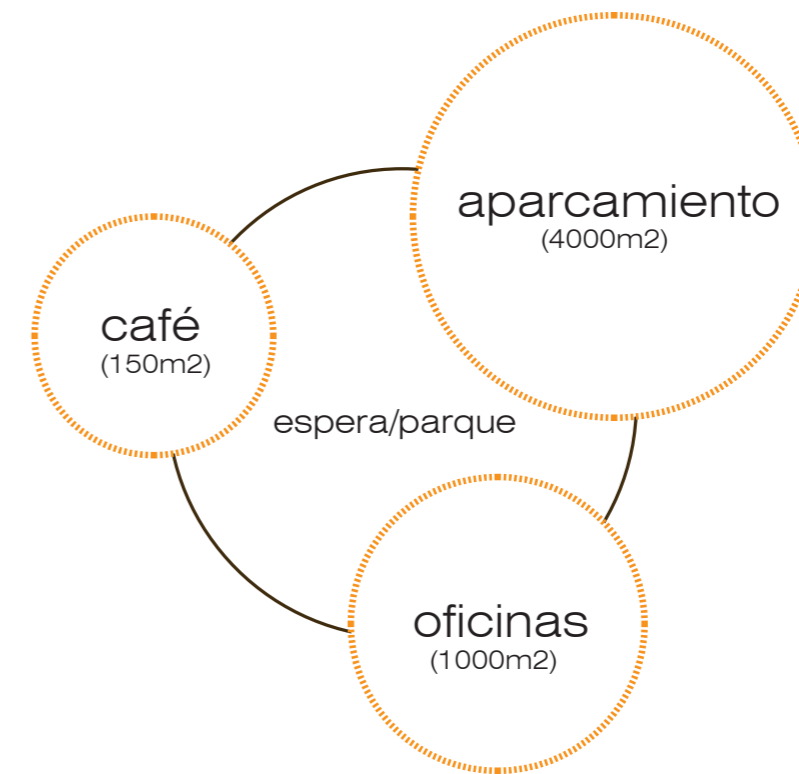 aparcamiento
(4000m2)
café
(150m2)
espera/parque
oficinas
(1000m2)